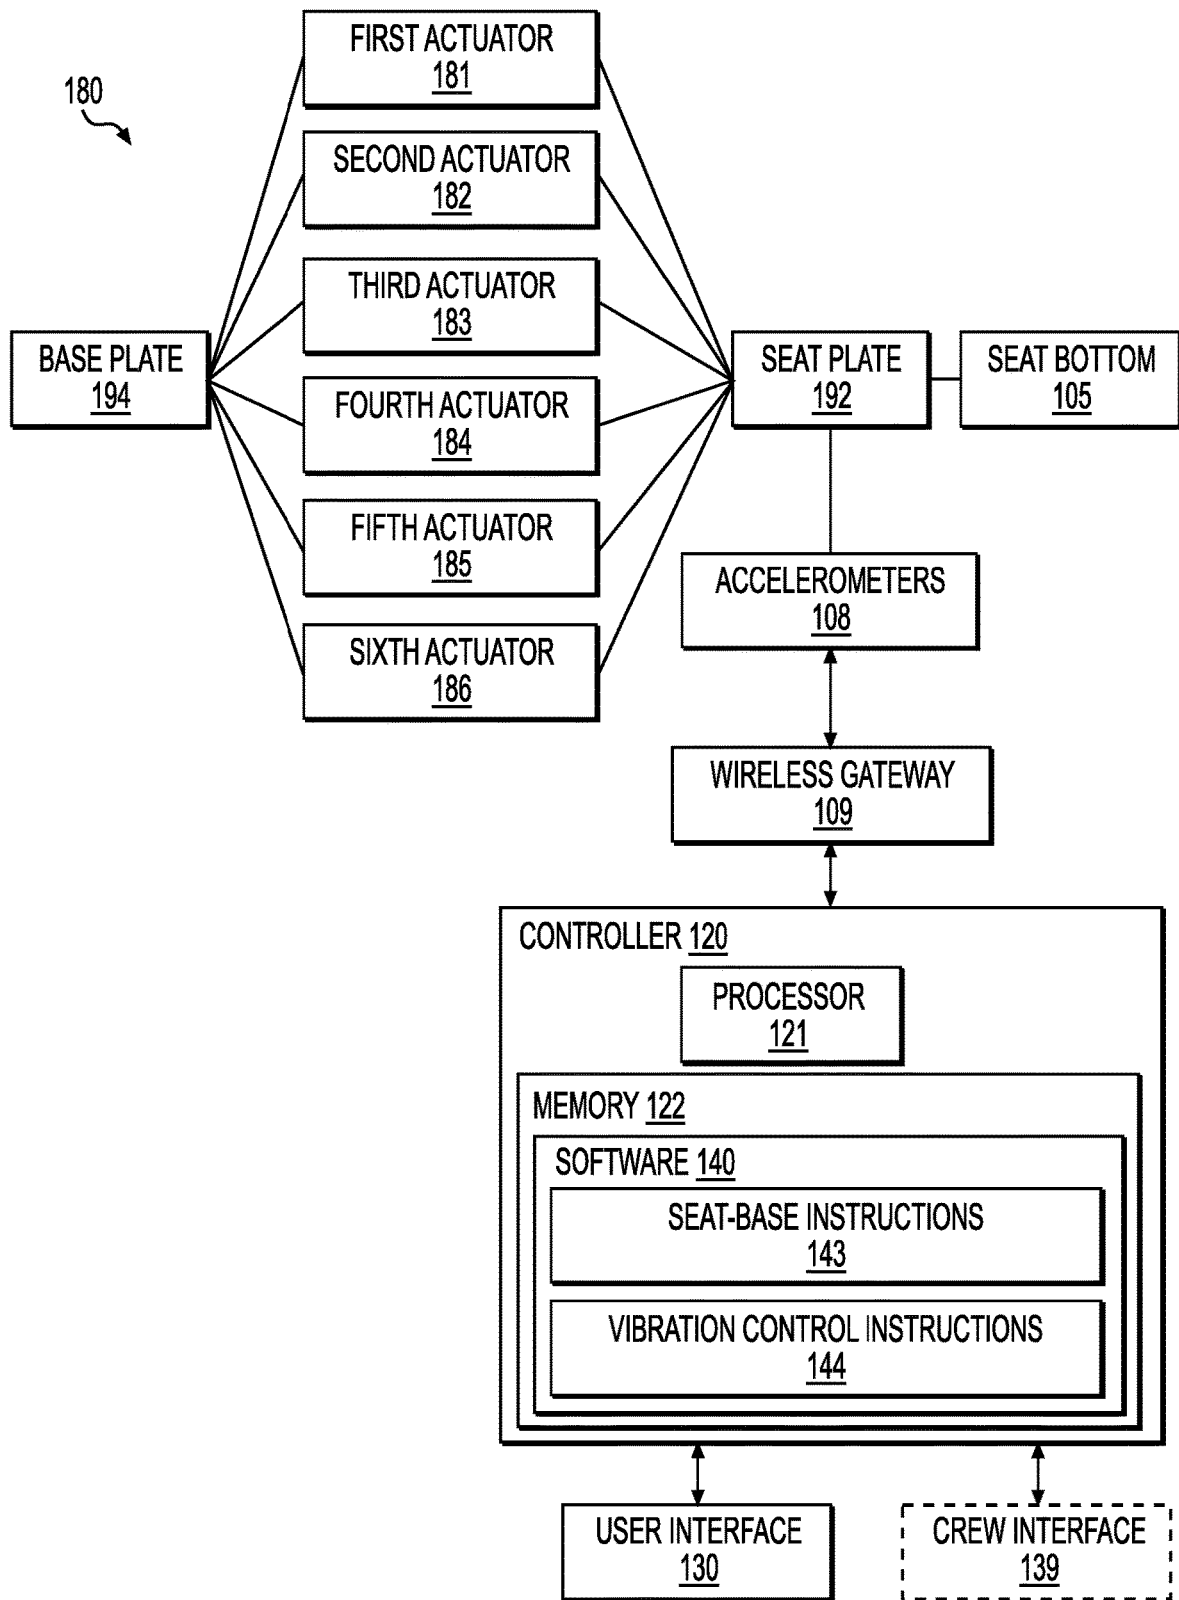 FIRST ACTUATOR
181
180
SECOND ACTUATOR
182
THIRD ACTUATOR
183
BASE PLATE
194
SEAT PLATE
192
SEAT BOTTOM
105
FOURTH ACTUATOR
184
FIFTH ACTUATOR
185
ACCELEROMETERS
108
SIXTH ACTUATOR
186
WIRELESS GATEWAY
109
CONTROLLER 120
PROCESSOR
121
MEMORY 122
SOFTWARE 140
SEAT-BASE INSTRUCTIONS
143
VIBRATION CONTROL INSTRUCTIONS
144
USER INTERFACE
130
CREW INTERFACE
139